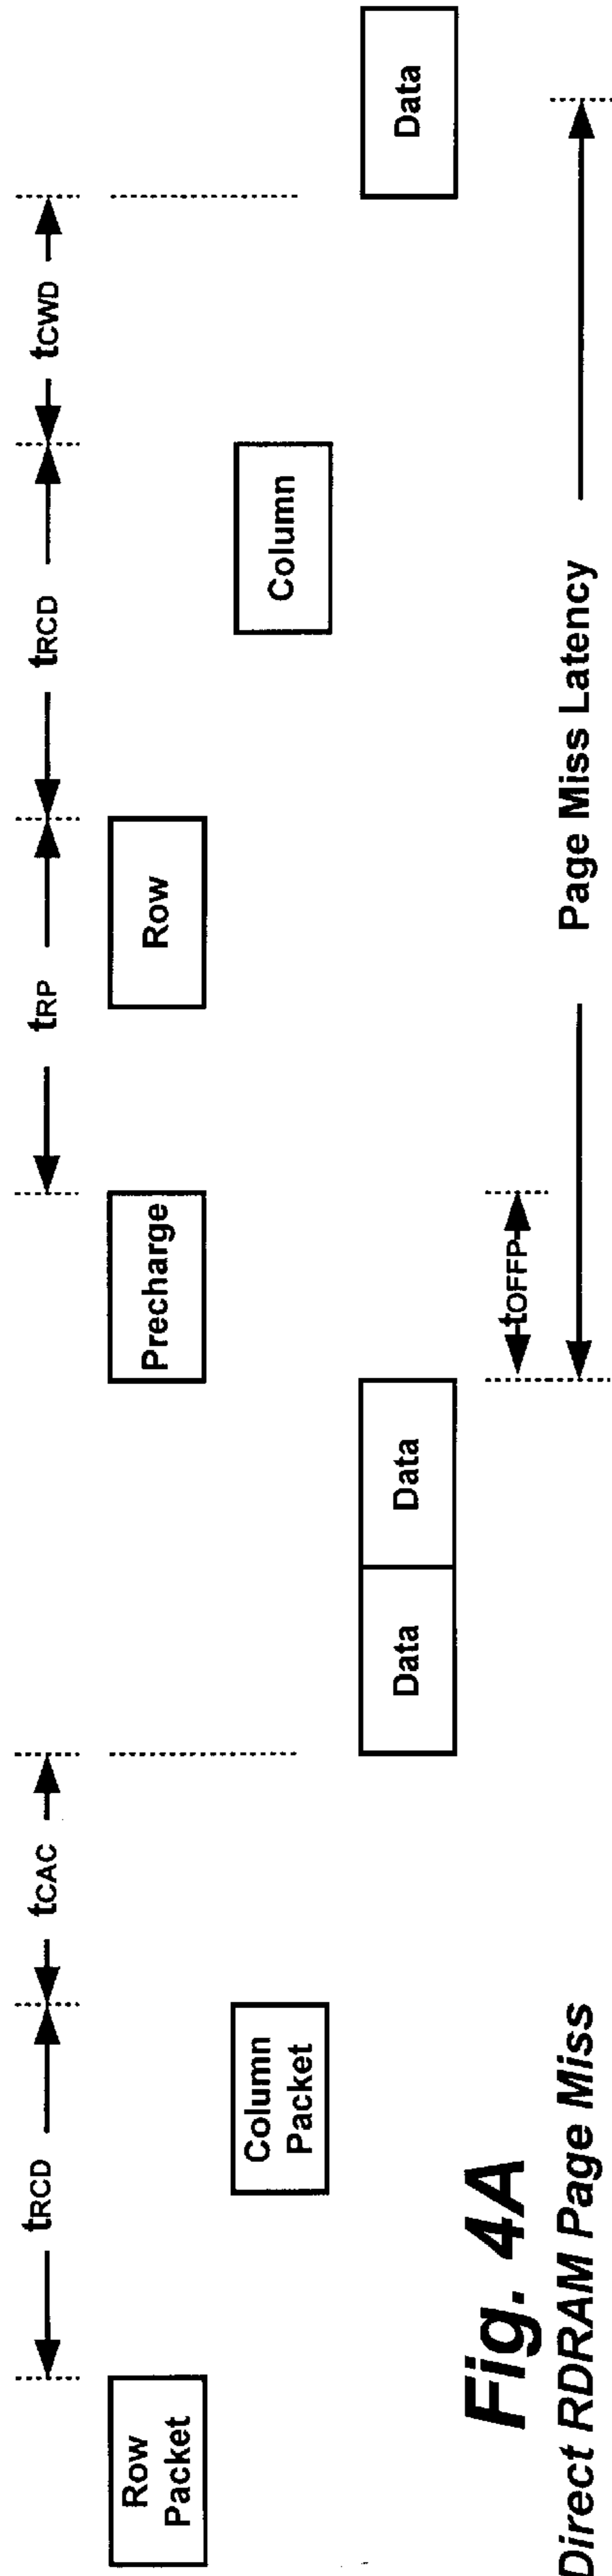 tRCD
tCAC
tRP
tRCD
tCWD
Row
Packet
Precharge
Row
Column
Packet
Column
Data
Data
Data
tOFFP
Page Miss Latency
Fig. 4A
Direct RDRAM Page Miss